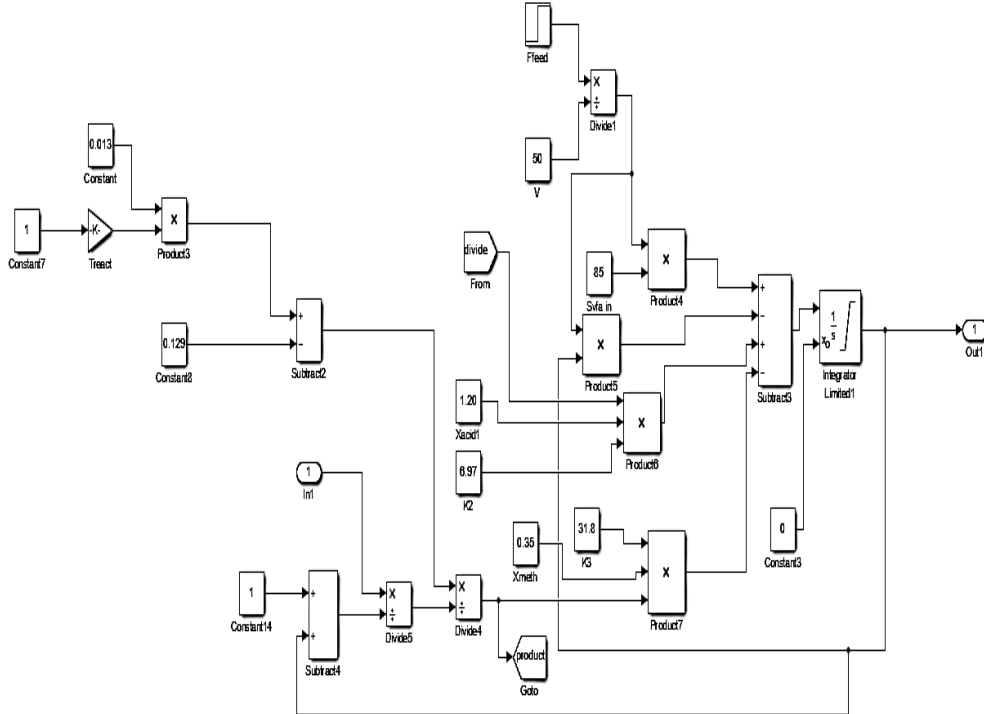 Ffeed
×
÷
Divide1
50
V
0.013
Constant
1
Constant7
-K-
Treact
×
Product3
divide
From
85
Svfa in
×
Product4
+
−
+
−
Subtract3
1
s
xo
Integrator
Limited1
1
Out1
+
−
Subtract2
0.129
Constant8
×
Product5
1.20
Xacid1
×
Product6
6.97
K2
1
In1
31.8
K3
0.35
Xmeth
×
Product7
0
Constant3
1
Constant14
+
+
Subtract4
×
÷
Divide5
×
÷
Divide4
product
Goto